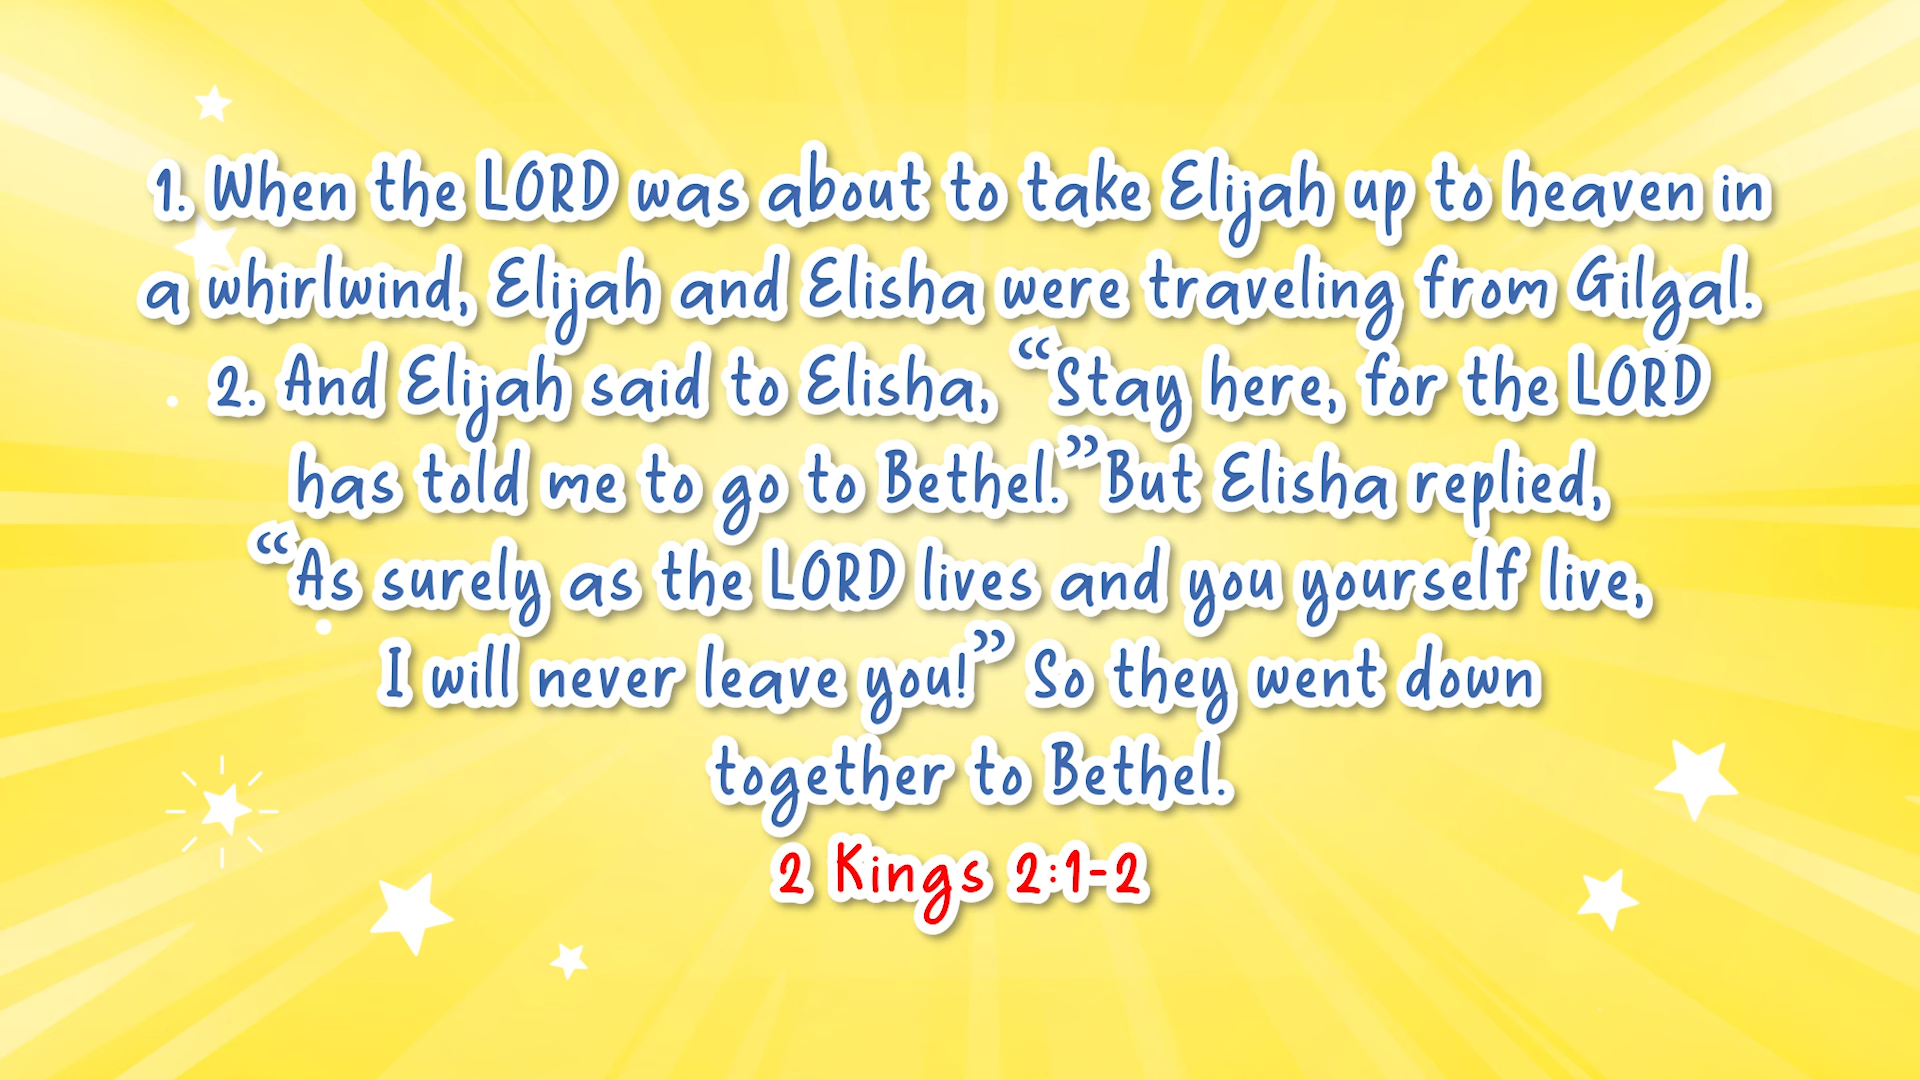 1. When the LORD was about to take Elijah up to heaven in
a whirlwind, Elijah and Elisha were traveling from Gilgal.
2. And Elijah said to Elisha, “Stay here, for the LORD
has told me to go to Bethel.”But Elisha replied,
“As surely as the LORD lives and you yourself live,
I will never leave you!” So they went down
together to Bethel.
2 Kings 2:1-2